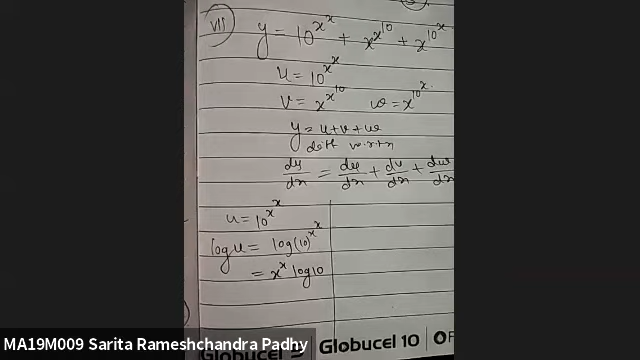 VII) y = 10^{x^x} + x^{x^{10}} + x^{10^x}
u = 10^{x^x}
v = x^{x^{10}}   w = x^{10^x}
y = u + v + w
diff w.r.t x
dy/dx = du/dx + dv/dx + dw/dx
u = 10^{x^x}
log u = log (10)^{x^x}
= x^x log 10
MA19M009 Sarita Rameshchandra Padhy
Globucel Globucel 10